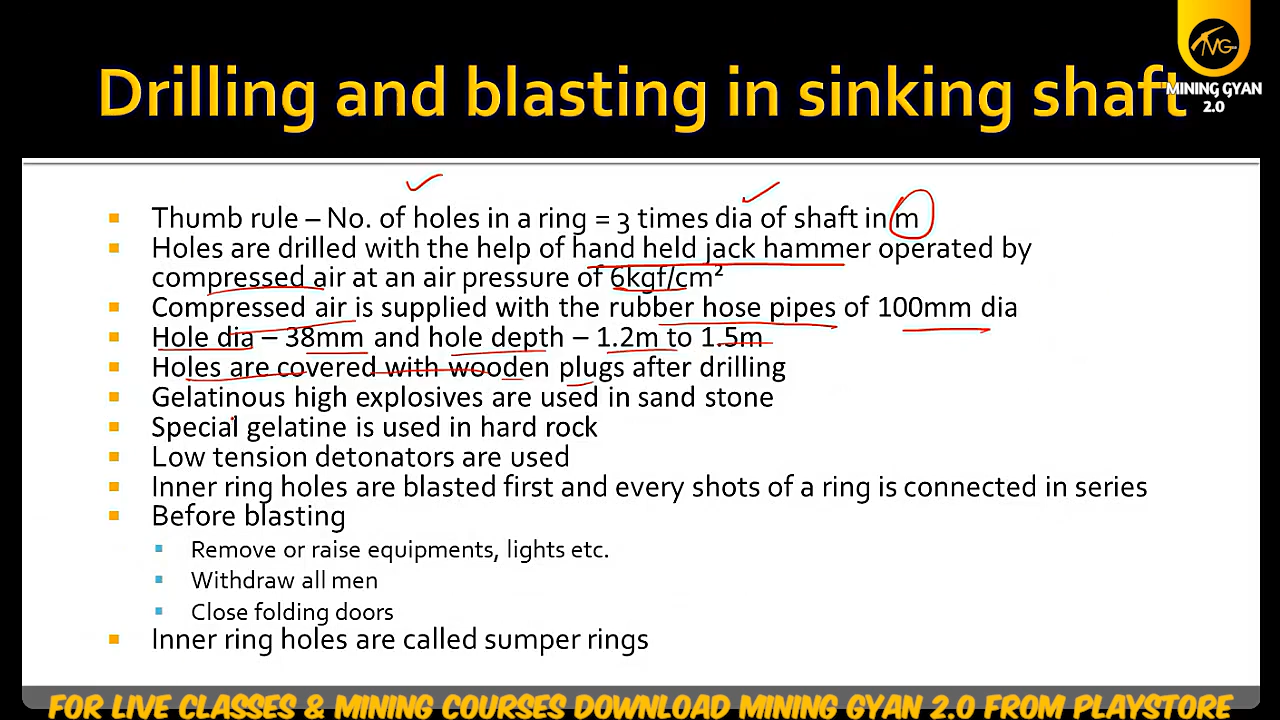 Drilling and blasting in sinking shaft
MINING GYAN
2.0
Thumb rule – No. of holes in a ring = 3 times dia of shaft in m
Holes are drilled with the help of hand held jack hammer operated by
compressed air at an air pressure of 6kgf/cm²
Compressed air is supplied with the rubber hose pipes of 100mm dia
Hole dia – 38mm and hole depth – 1.2m to 1.5m
Holes are covered with wooden plugs after drilling
Gelatinous high explosives are used in sand stone
Special gelatine is used in hard rock
Low tension detonators are used
Inner ring holes are blasted first and every shots of a ring is connected in series
Before blasting
Remove or raise equipments, lights etc.
Withdraw all men
Close folding doors
Inner ring holes are called sumper rings
FOR LIVE CLASSES & MINING COURSES DOWNLOAD MINING GYAN 2.0 FROM PLAYSTORE